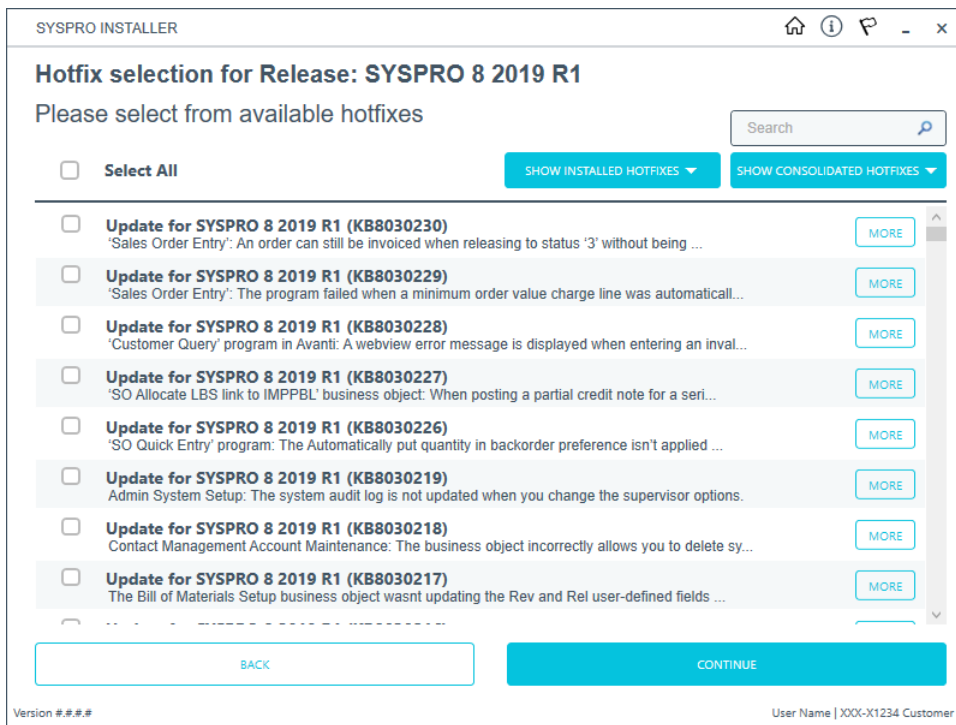 SYSPRO INSTALLER
Hotfix selection for Release: SYSPRO 8 2019 R1
Please select from available hotfixes
Search
Select All
SHOW INSTALLED HOTFIXES
SHOW CONSOLIDATED HOTFIXES
Update for SYSPRO 8 2019 R1 (KB8030230)
‘Sales Order Entry’: An order can still be invoiced when releasing to status ‘3’ without being ...
MORE
Update for SYSPRO 8 2019 R1 (KB8030229)
‘Sales Order Entry’: The program failed when a minimum order value charge line was automaticall...
MORE
Update for SYSPRO 8 2019 R1 (KB8030228)
‘Customer Query’ program in Avanti: A webview error message is displayed when entering an inval...
MORE
Update for SYSPRO 8 2019 R1 (KB8030227)
‘SO Allocate LBS link to IMPPBL’ business object: When posting a partial credit note for a seri...
MORE
Update for SYSPRO 8 2019 R1 (KB8030226)
‘SO Quick Entry’ program: The Automatically put quantity in backorder preference isn’t applied ...
MORE
Update for SYSPRO 8 2019 R1 (KB8030219)
Admin System Setup: The system audit log is not updated when you change the supervisor options.
MORE
Update for SYSPRO 8 2019 R1 (KB8030218)
Contact Management Account Maintenance: The business object incorrectly allows you to delete sy...
MORE
Update for SYSPRO 8 2019 R1 (KB8030217)
The Bill of Materials Setup business object wasnt updating the Rev and Rel user-defined fields ...
MORE
BACK
CONTINUE
Version #.#.#.#
User Name | XXX-X1234 Customer